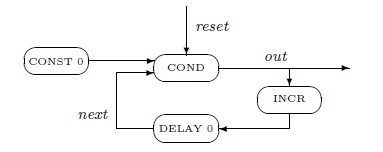 reset
CONST 0
COND
out
INCR
next
DELAY 0